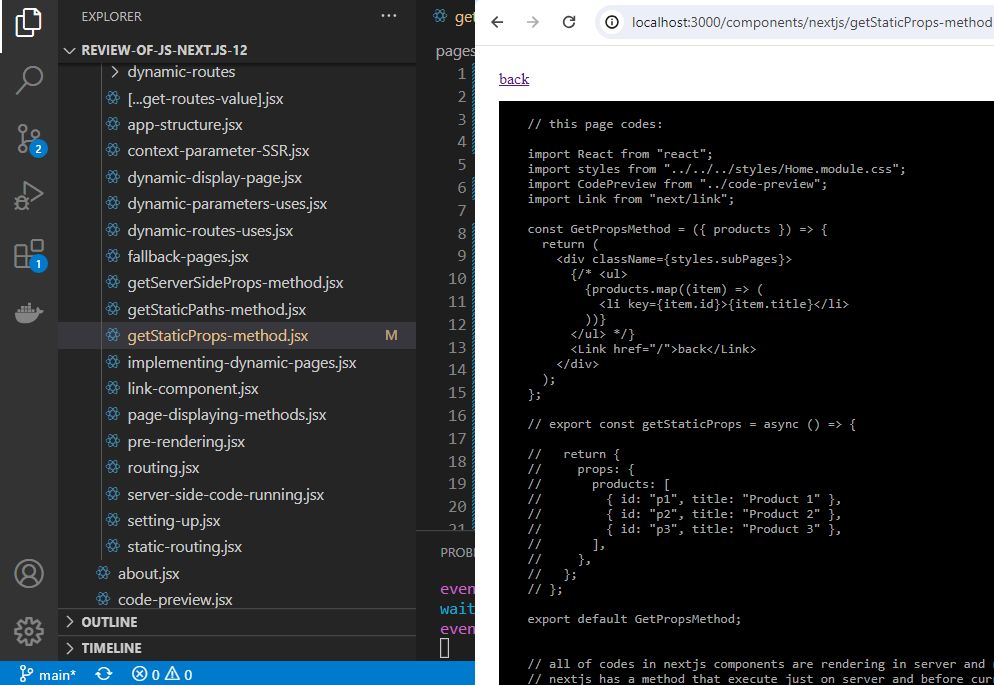 EXPLORER
REVIEW-OF-JS-NEXT.JS-12
dynamic-routes
[...get-routes-value].jsx
app-structure.jsx
context-parameter-SSR.jsx
dynamic-display-page.jsx
dynamic-parameters-uses.jsx
dynamic-routes-uses.jsx
fallback-pages.jsx
getServerSideProps-method.jsx
getStaticPaths-method.jsx
getStaticProps-method.jsx M
implementing-dynamic-pages.jsx
link-component.jsx
page-displaying-methods.jsx
pre-rendering.jsx
routing.jsx
server-side-code-running.jsx
setting-up.jsx
static-routing.jsx
about.jsx
code-preview.jsx
OUTLINE
TIMELINE
2
1
main*
0
0
get
pages
1
2
3
4
5
6
7
8
9
10
11
12
13
14
15
16
17
18
19
20
21
PROB
even
wait
even
localhost:3000/components/nextjs/getStaticProps-method
back
// this page codes:
import React from "react";
import styles from "../../../styles/Home.module.css";
import CodePreview from "../code-preview";
import Link from "next/link";
const GetPropsMethod = ({ products }) => {
return (
<div className={styles.subPages}>
{/* <ul>
{products.map((item) => (
<li key={item.id}>{item.title}</li>
))}
</ul> */}
<Link href="/">back</Link>
</div>
);
};
// export const getStaticProps = async () => {
// return {
// props: {
// products: [
// { id: "p1", title: "Product 1" },
// { id: "p2", title: "Product 2" },
// { id: "p3", title: "Product 3" },
// ],
// },
// };
// };
export default GetPropsMethod;
// all of codes in nextjs components are rendering in server and
// nextjs has a method that execute just on server and before cur